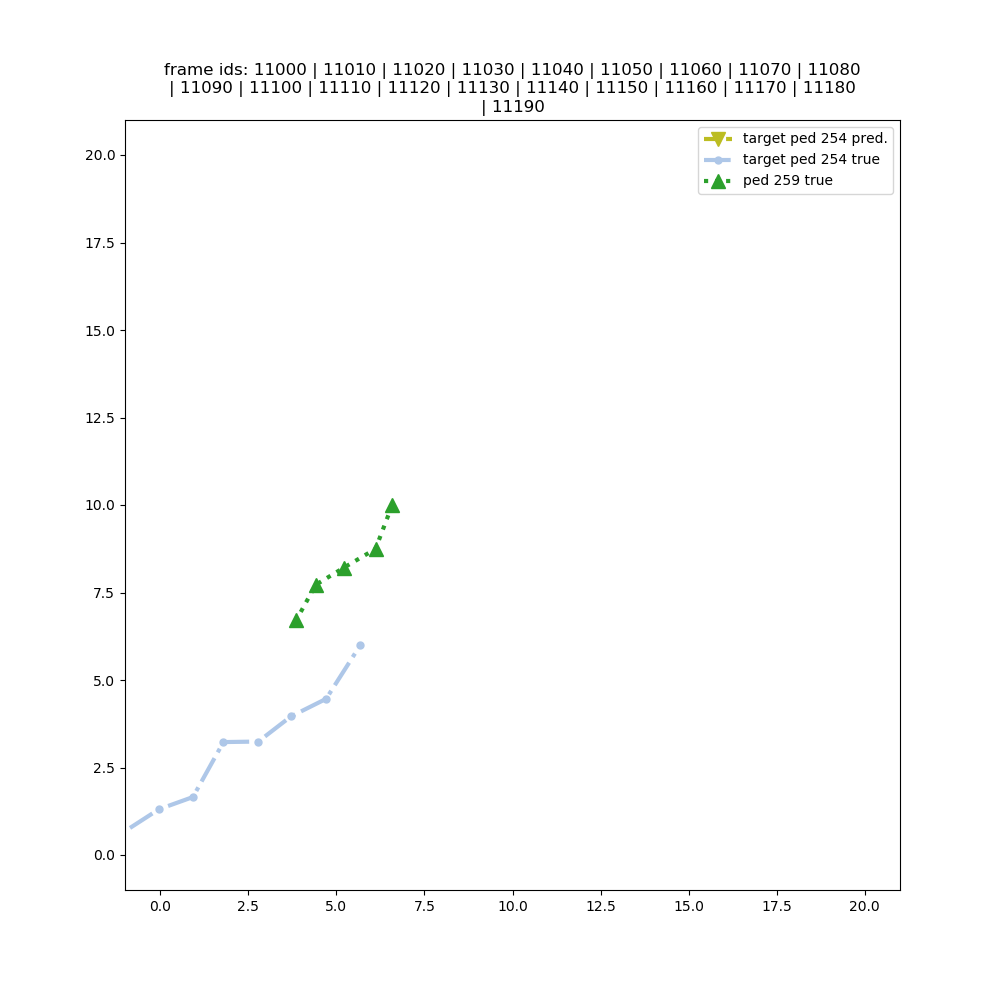 frame ids: 11000 | 11010 | 11020 | 11030 | 11040 | 11050 | 11060 | 11070 | 11080
| 11090 | 11100 | 11110 | 11120 | 11130 | 11140 | 11150 | 11160 | 11170 | 11180
| 11190
target ped 254 pred.
target ped 254 true
ped 259 true
20.0
17.5
15.0
12.5
10.0
7.5
5.0
2.5
0.0
0.0 2.5 5.0 7.5 10.0 12.5 15.0 17.5 20.0